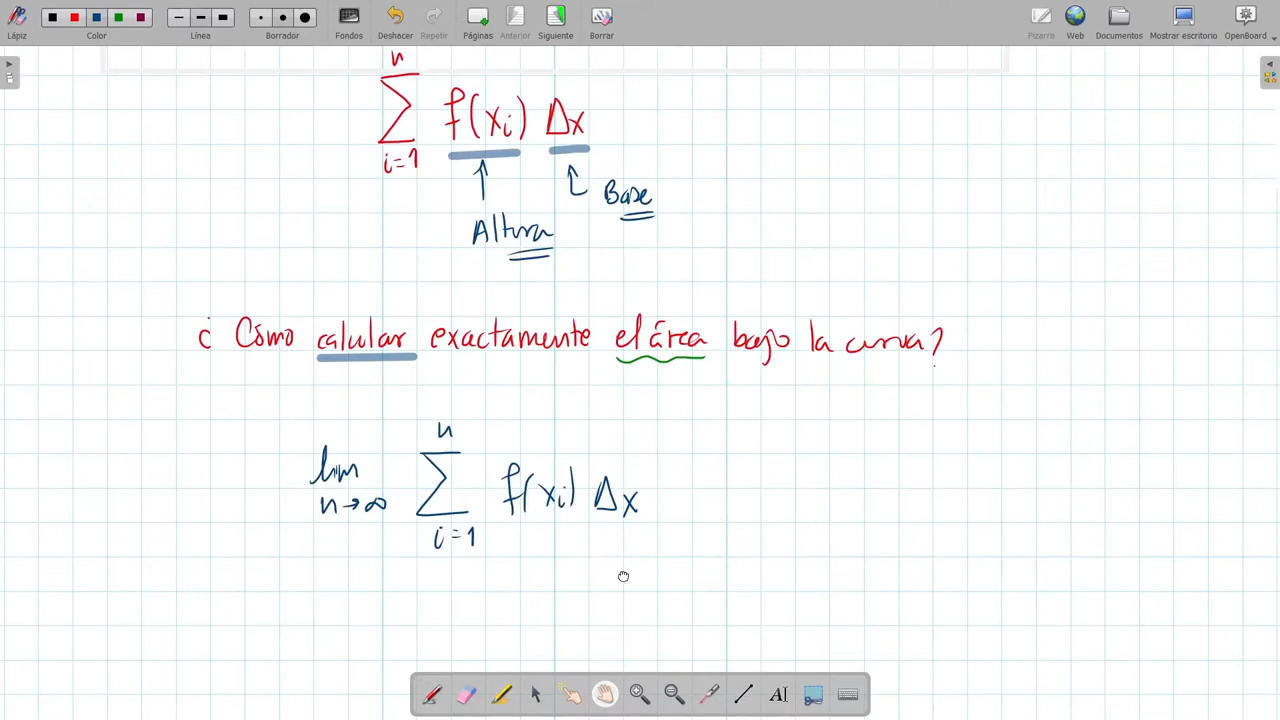 Lápiz Color Línea Borrador Fondos Deshacer Repetir Páginas Anterior Siguiente Borrar Pizarra Web Documentos Mostrar escritorio OpenBoard
n
∑ f(xi) Δx
i=1
Base
Altura
¿ Cómo calular exactamente el área bajo la curva?
n
lim ∑ f(xi) Δx
n→∞
i=1
AI